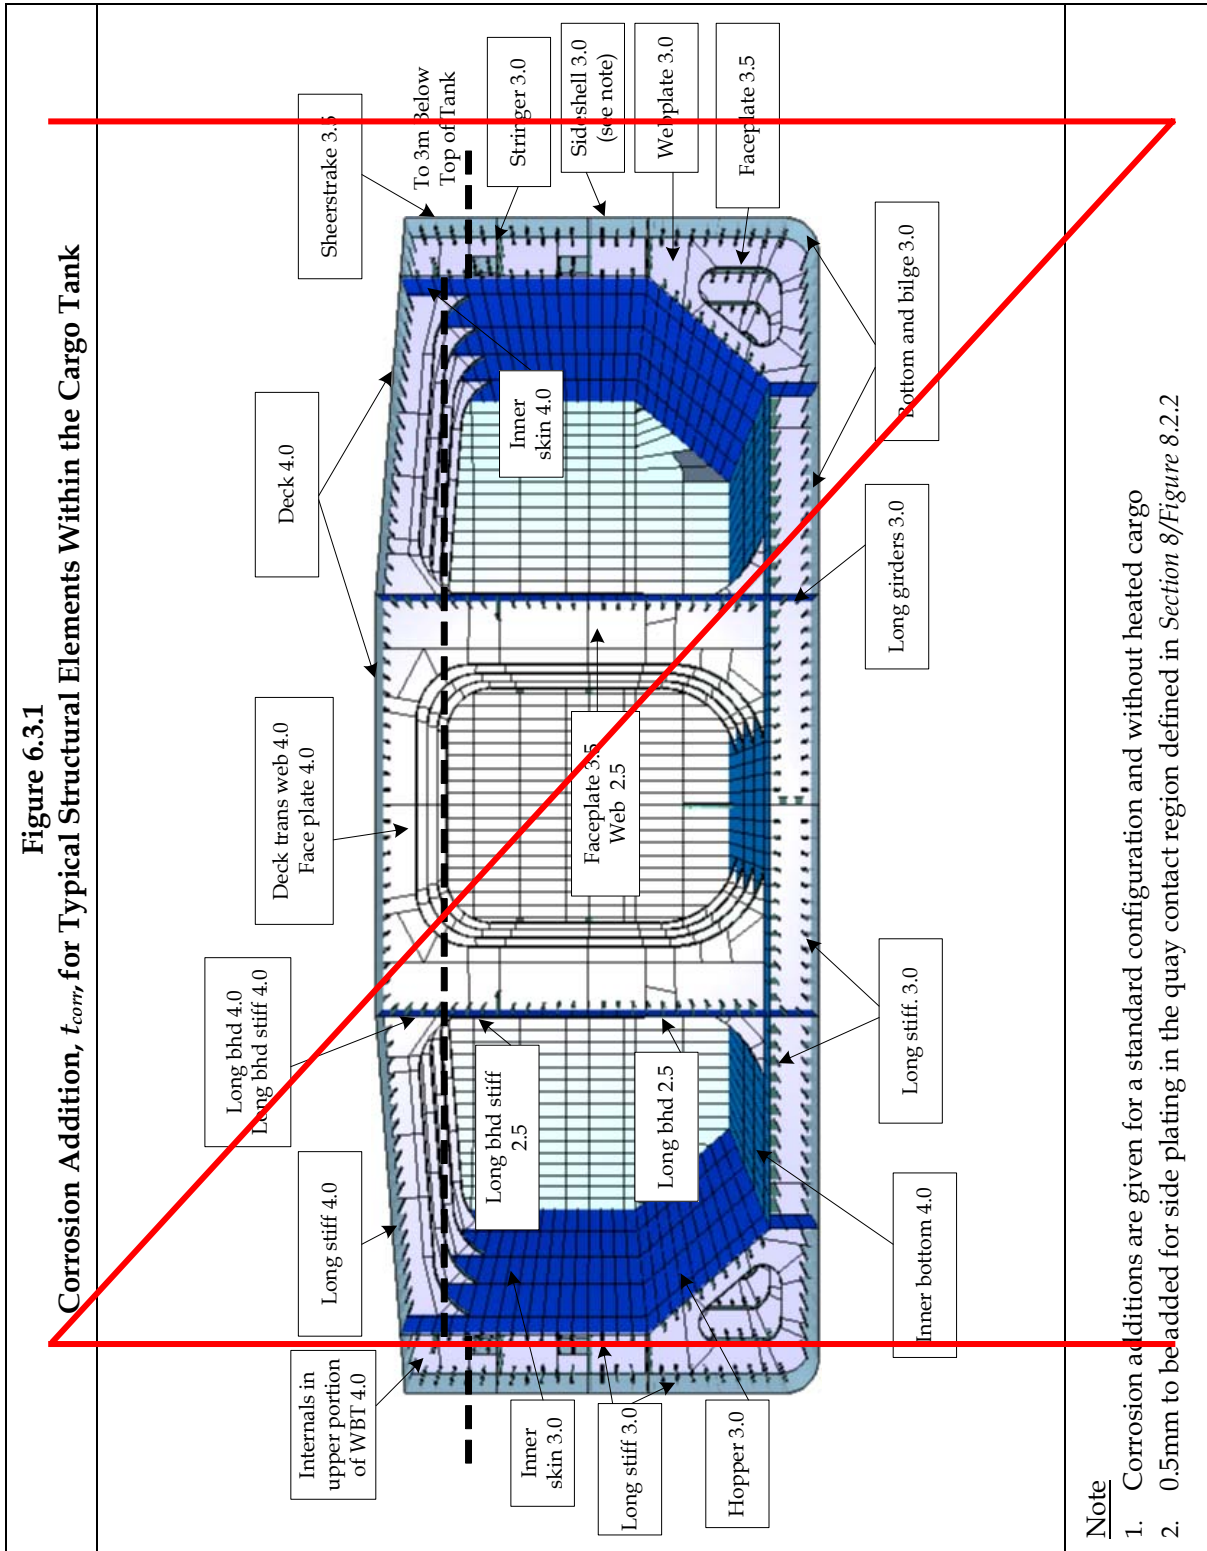 Figure 6.3.1
Corrosion Addition, tcorr, for Typical Structural Elements Within the Cargo Tank
Internals in
upper portion
of WBT 4.0
Long stiff 4.0
Long bhd 4.0
Long bhd stiff 4.0
Deck trans web 4.0
Face plate 4.0
Deck 4.0
Sheerstrake 3.5
To 3m Below
Top of Tank
Inner
skin 3.0
Long bhd stiff
2.5
Inner
skin 4.0
Stringer 3.0
Long stiff 3.0
Long bhd 2.5
Faceplate 3.5
Web 2.5
Sideshell 3.0
(see note)
Webplate 3.0
Hopper 3.0
Faceplate 3.5
Inner bottom 4.0
Long stiff. 3.0
Long girders 3.0
Bottom and bilge 3.0
Note
1. Corrosion additions are given for a standard configuration and without heated cargo
2. 0.5mm to be added for side plating in the quay contact region defined in Section 8/Figure 8.2.2